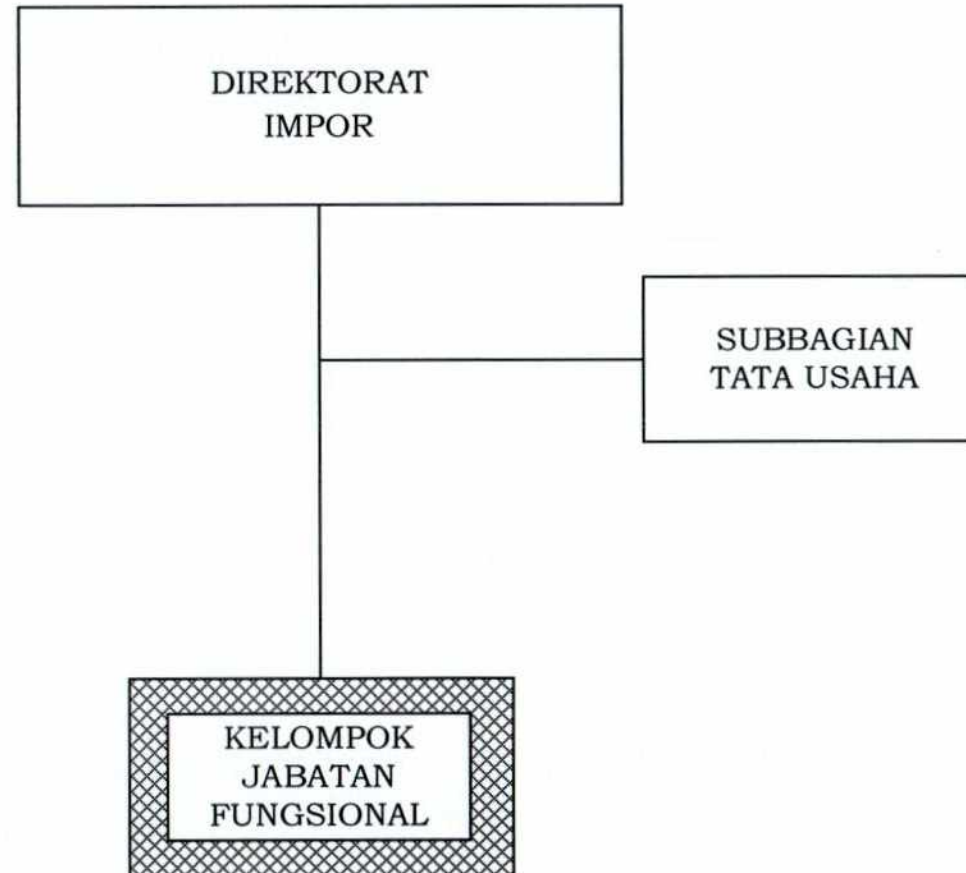 DIREKTORAT
IMPOR
SUBBAGIAN
TATA USAHA
KELOMPOK
JABATAN
FUNGSIONAL